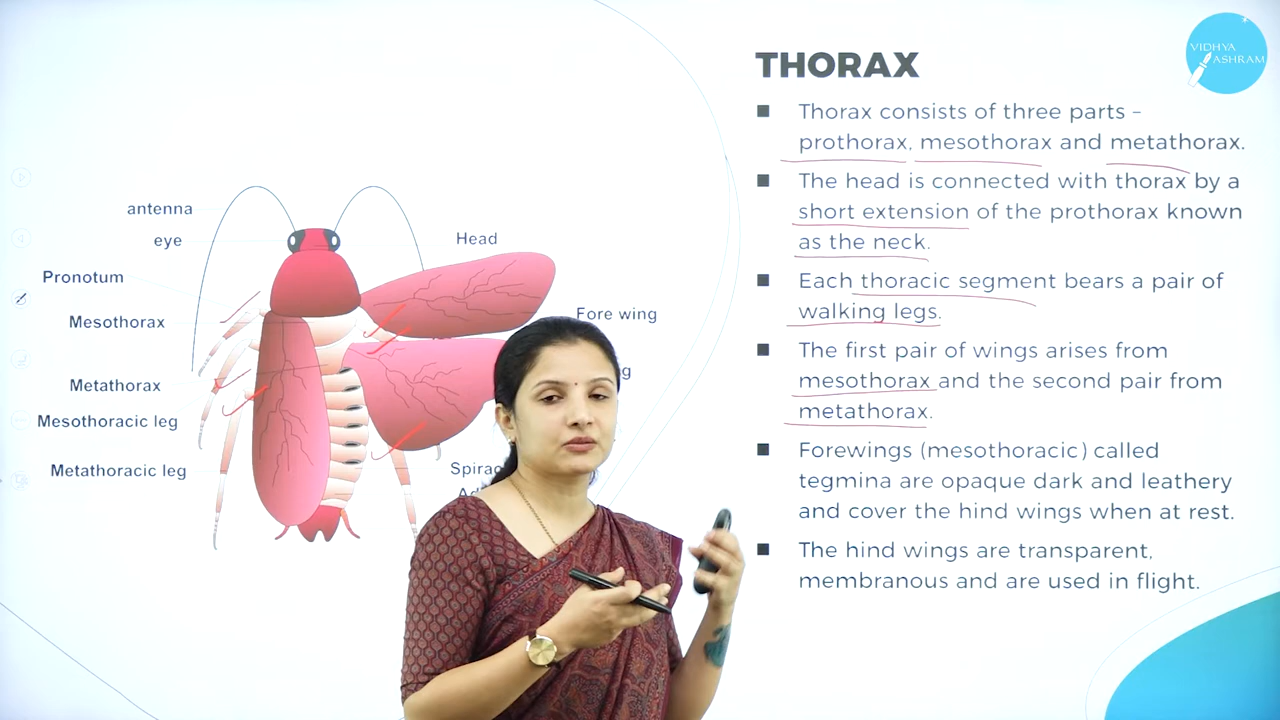 VIDHYA
ASHRAM
THORAX
Thorax consists of three parts –
prothorax, mesothorax and metathorax.
The head is connected with thorax by a
short extension of the prothorax known
as the neck.
Each thoracic segment bears a pair of
walking legs.
The first pair of wings arises from
mesothorax and the second pair from
metathorax.
Forewings (mesothoracic) called
tegmina are opaque dark and leathery
and cover the hind wings when at rest.
The hind wings are transparent,
membranous and are used in flight.
antenna
eye
Head
Pronotum
Fore wing
Mesothorax
Metathorax
Mesothoracic leg
Metathoracic leg